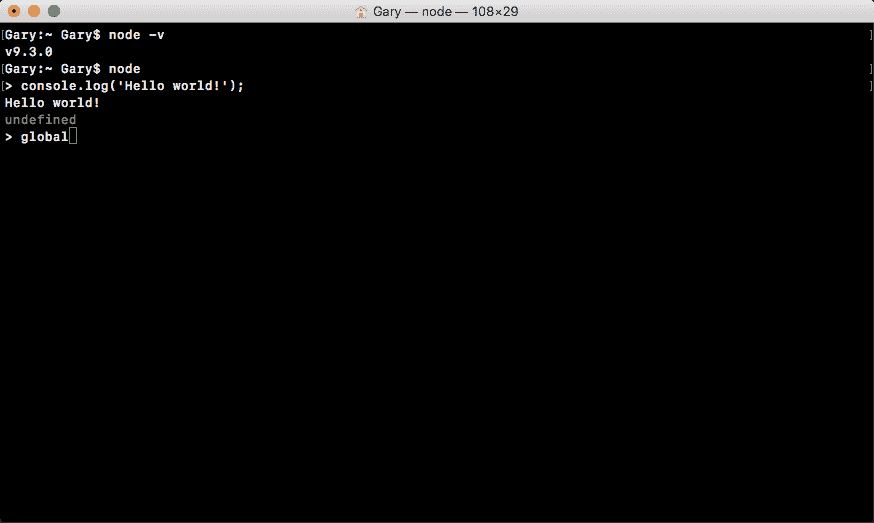 Gary — node — 108×29
Gary:~ Gary$ node -v
v9.3.0
Gary:~ Gary$ node
> console.log('Hello world!');
Hello world!
undefined
> global